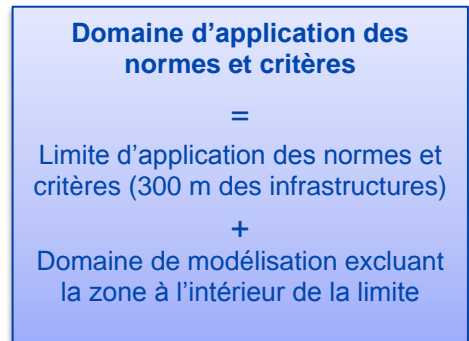 Domaine d’application des
normes et critères
=
Limite d’application des normes et
critères (300 m des infrastructures)
+
Domaine de modélisation excluant
la zone à l’intérieur de la limite